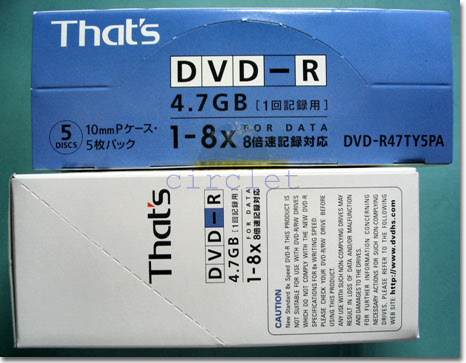 That's
DVD-R
4.7GB [1回記録用]
FOR DATA
1-8x 8倍速記録対応
5 DISCS
10mmPケース・
5枚パック
DVD-R47TY5PA
circlet
That's
DVD-R
4.7GB [1回記録用]
FOR DATA
1-8x 8倍速記録対応
CAUTION
New Standard 8x Speed DVD-R THIS PRODUCT IS
NOT SUITABLE FOR USE WITH DVD-R/RW DRIVES
WHICH DO NOT COMPLY WITH THE NEW DVD-R
SPECIFICATIONS FOR 8x WRITING SPEED.
PLEASE CHECK YOUR DVD-R/RW DRIVE BEFORE
USING THIS PRODUCT.
ANY USE WITH SUCH NON-COMPLYING DRIVES MAY
RESULT IN LOSS OF DATA AND/OR MALFUNCTION
AND DAMAGES TO THE DRIVES.
FOR FURTHER INFORMATION CONCERNING
NECESSARY ACTIONS FOR SUCH NON-COMPLYING
DRIVES, PLEASE REFER TO THE FOLLOWING
WEB SITE: http://www.dvdhs.com